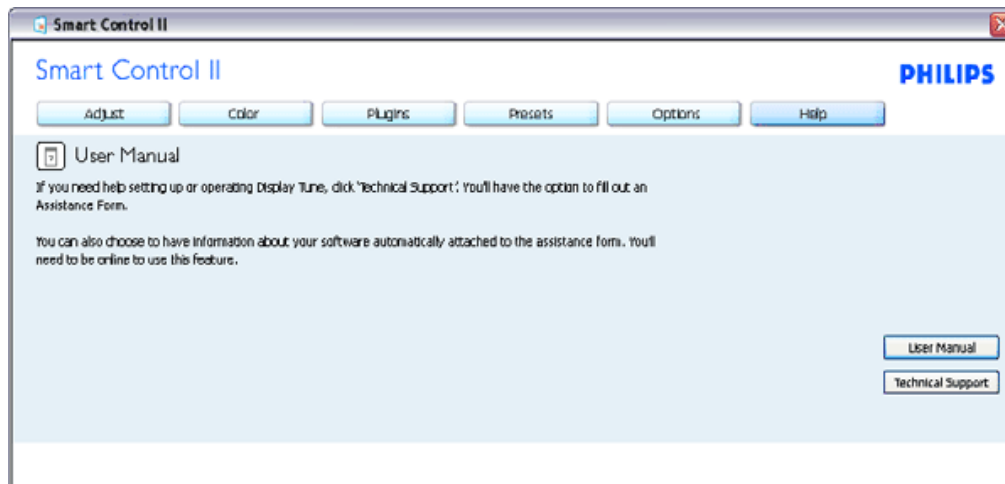 Smart Control II
Smart Control II
PHILIPS
Adjust
Color
Plugins
Presets
Options
Help
User Manual
If you need help setting up or operating Display Tune, click 'Technical Support'. You'll have the option to fill out an
Assistance Form.
You can also choose to have information about your software automatically attached to the assistance form. You'll
need to be online to use this feature.
User Manual
Technical Support